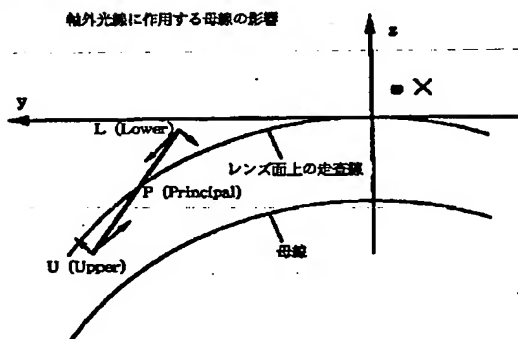 軸外光線に作用する母線の影響
z
x
y
L (Lower)
レンズ面上の走査線
P (Principal)
U (Upper)
母線